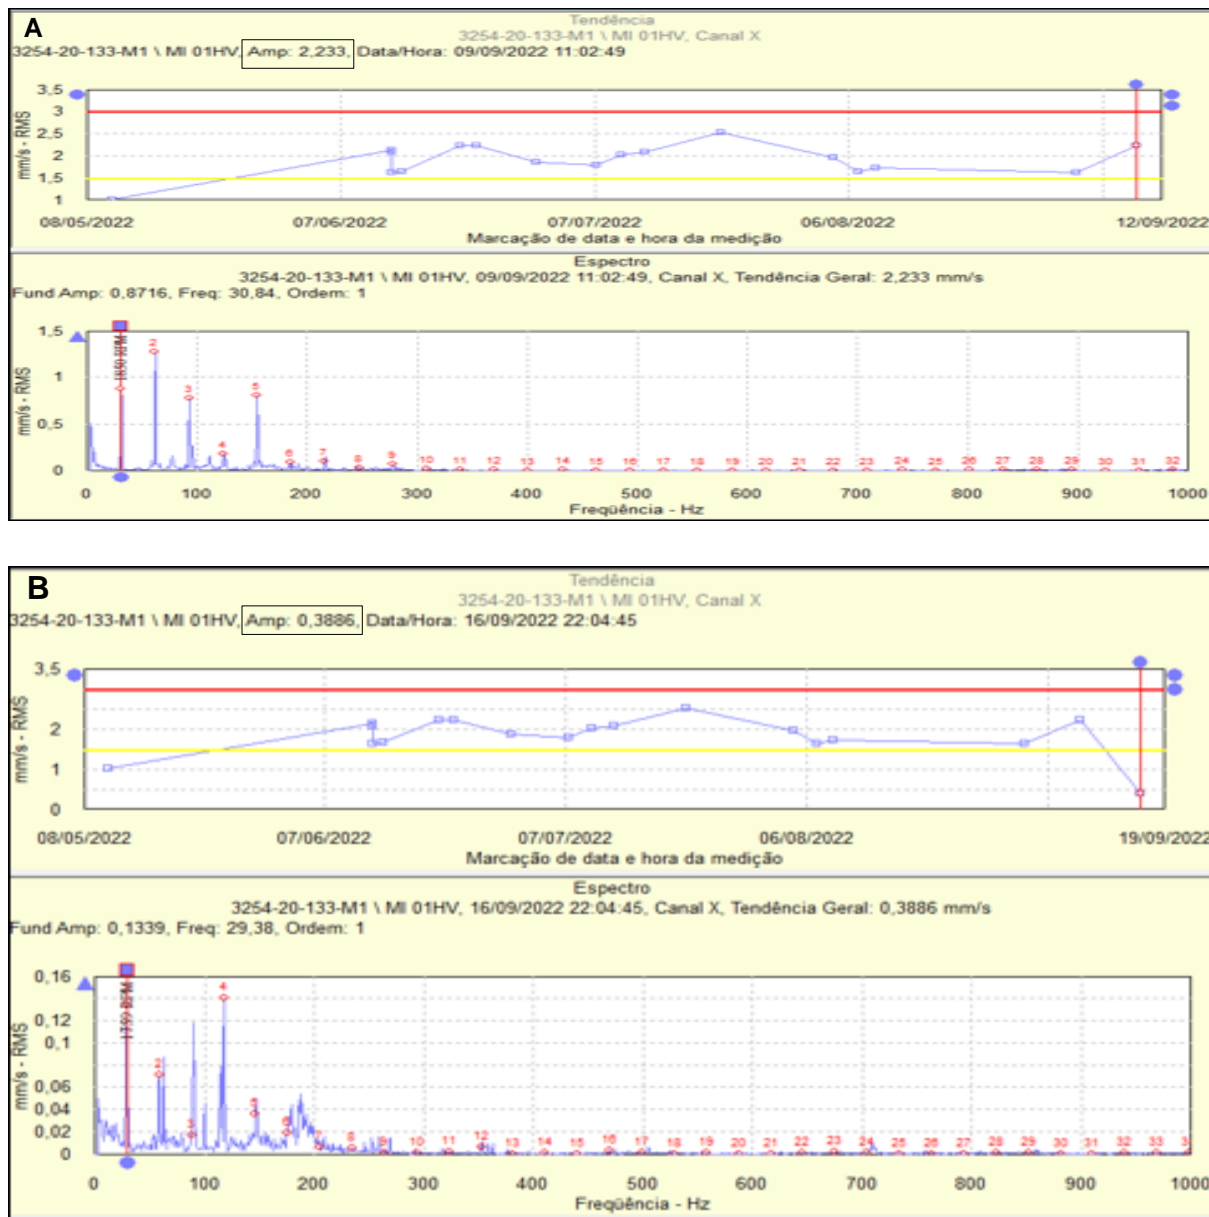 A
Tendência
3254-20-133-M1 \ MI 01HV, Canal X
3254-20-133-M1 \ MI 01HV, Amp: 2,233, Data/Hora: 09/09/2022 11:02:49
3,5
3
2,5
2
1,5
1
mm/s - RMS
08/05/2022 07/06/2022 07/07/2022 06/08/2022 12/09/2022
Marcação de data e hora da medição
Espectro
3254-20-133-M1 \ MI 01HV, 09/09/2022 11:02:49, Canal X, Tendência Geral: 2,233 mm/s
Fund Amp: 0,8716, Freq: 30,84, Ordem: 1
1,5
1
0,5
0
mm/s - RMS
2 3 4 5 6 7 8 9 10 11 12 13 14 15 16 17 18 19 20 21 22 23 24 25 26 27 28 29 30 31 32
0 100 200 300 400 500 600 700 800 900 1000
Freqüência - Hz
B
Tendência
3254-20-133-M1 \ MI 01HV, Canal X
3254-20-133-M1 \ MI 01HV, Amp: 0,3886, Data/Hora: 16/09/2022 22:04:45
3,5
2
1
0
mm/s - RMS
08/05/2022 07/06/2022 07/07/2022 06/08/2022 19/09/2022
Marcação de data e hora da medição
Espectro
3254-20-133-M1 \ MI 01HV, 16/09/2022 22:04:45, Canal X, Tendência Geral: 0,3886 mm/s
Fund Amp: 0,1339, Freq: 29,38, Ordem: 1
0,16
0,12
0,1
0,06
0,04
0,02
0
mm/s - RMS
2 3 4 5 6 7 8 9 10 11 12 13 14 15 16 17 18 19 20 21 22 23 24 25 26 27 28 29 30 31 32 33
0 100 200 300 400 500 600 700 800 900 1000
Freqüência - Hz